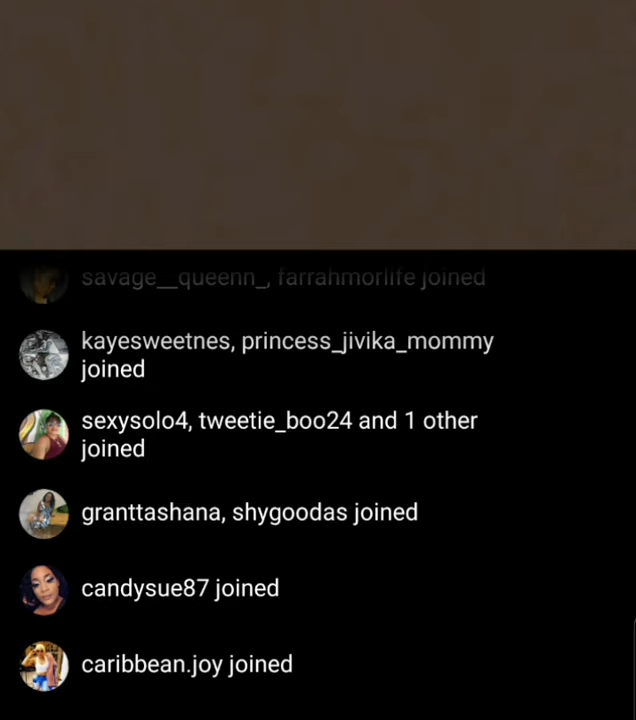 savage__queenn_, farrahmorlife joined
kayesweetnes, princess_jivika_mommy
joined
sexysolo4, tweetie_boo24 and 1 other
joined
granttashana, shygoodas joined
candysue87 joined
caribbean.joy joined